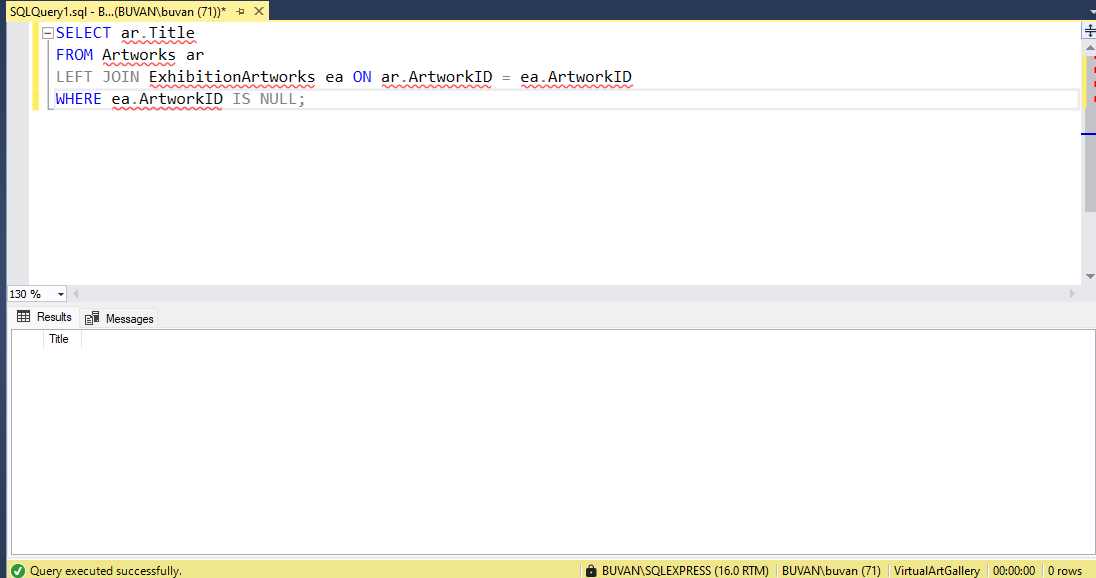 SQLQuery1.sql - B...(BUVAN\buvan (71))*
SELECT ar.Title
FROM Artworks ar
LEFT JOIN ExhibitionArtworks ea ON ar.ArtworkID = ea.ArtworkID
WHERE ea.ArtworkID IS NULL;
130 %
Results Messages
Title
Query executed successfully. BUVAN\SQLEXPRESS (16.0 RTM) BUVAN\buvan (71) VirtualArtGallery 00:00:00 0 rows